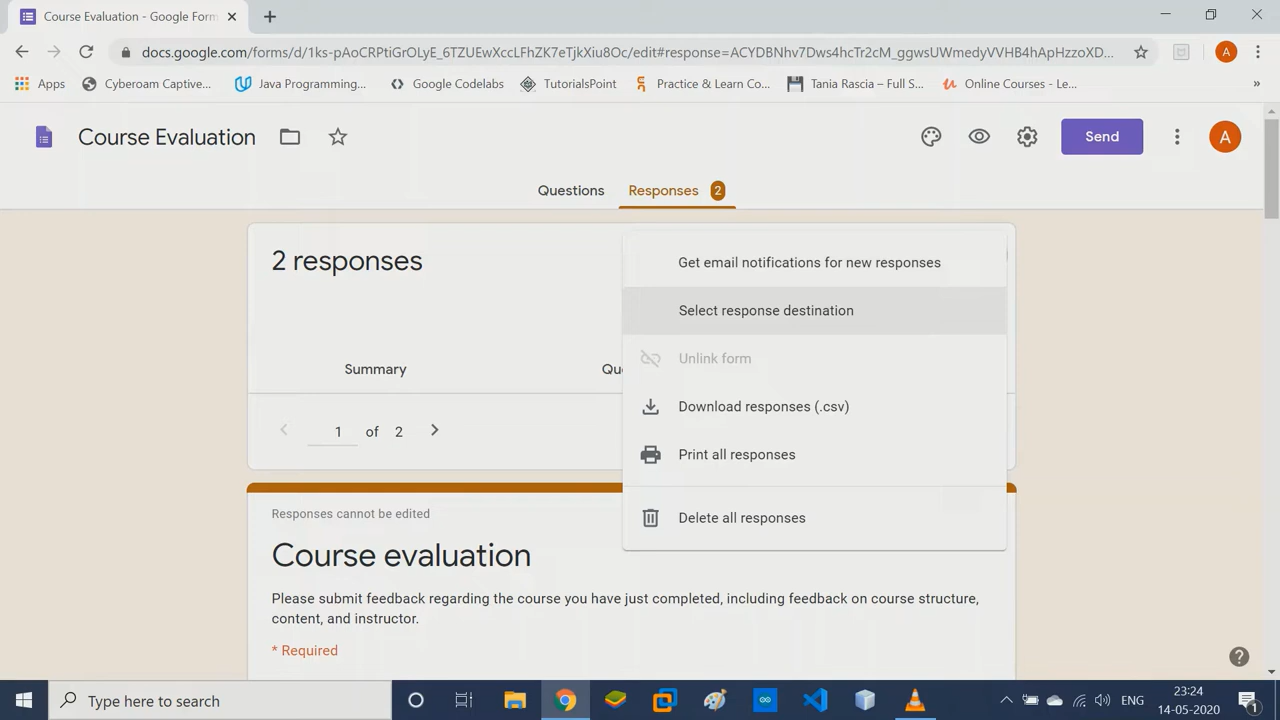 Course Evaluation - Google Form
docs.google.com/forms/d/1ks-pAoCRPtiGrOLyE_6TZUEwXccLFhZK7eTjkXiu8Oc/edit#response=ACYDBNhv7Dws4hcTr2cM_ggwsUWmedyVVHB4hApHzzoXD...
A
Apps
Cyberoam Captive...
Java Programming...
Google Codelabs
TutorialsPoint
Practice & Learn Co...
Tania Rascia – Full S...
Online Courses - Le...
»
Course Evaluation
Send
A
Questions
Responses 2
2 responses
Get email notifications for new responses
Select response destination
Unlink form
Summary
Qu
Download responses (.csv)
1 of 2
Print all responses
Delete all responses
Responses cannot be edited
Course evaluation
Please submit feedback regarding the course you have just completed, including feedback on course structure,
content, and instructor.
* Required
Type here to search
ENG
23:24
14-05-2020
1